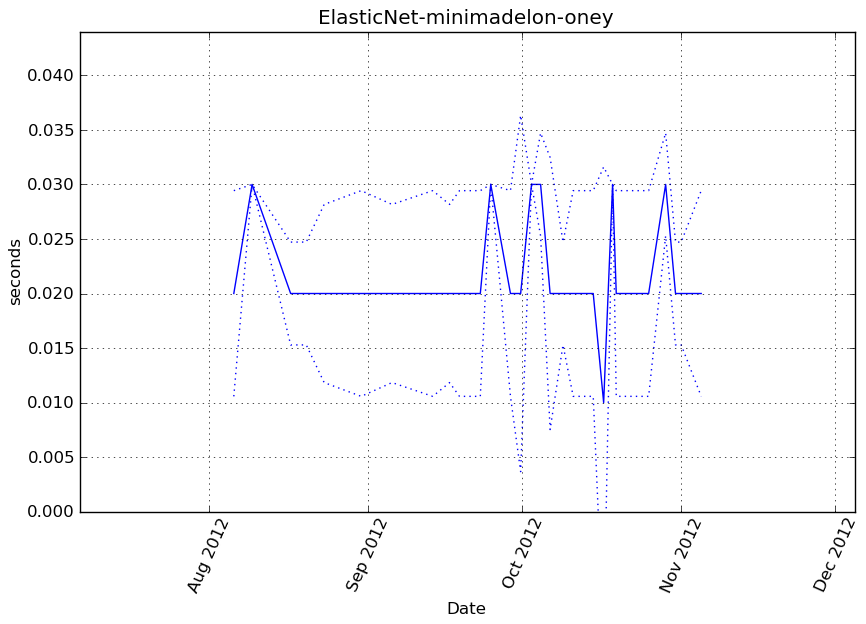 ElasticNet-minimadelon-oney
0.040
0.035
0.030
0.025
0.020
0.015
0.010
0.005
0.000
seconds
Aug 2012
Sep 2012
Oct 2012
Nov 2012
Dec 2012
Date